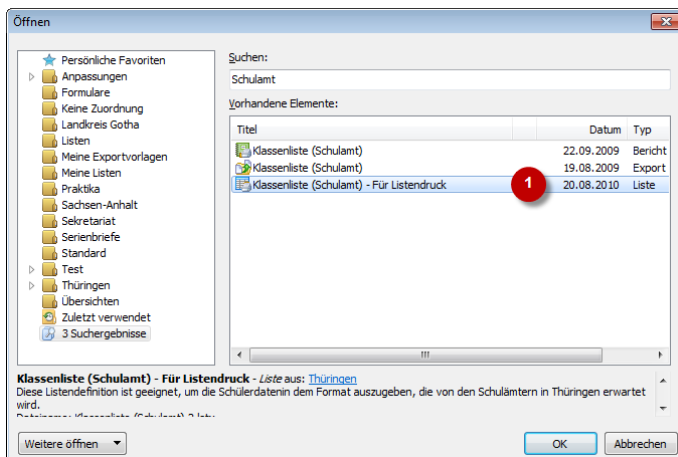 Öffnen
Persönliche Favoriten
Anpassungen
Formulare
Keine Zuordnung
Landkreis Gotha
Listen
Meine Exportvorlagen
Meine Listen
Praktika
Sachsen-Anhalt
Sekretariat
Serienbriefe
Standard
Test
Thüringen
Übersichten
Zuletzt verwendet
3 Suchergebnisse
Suchen:
Schulamt
Vorhandene Elemente:
Titel Datum Typ
Klassenliste (Schulamt) 22.09.2009 Bericht
Klassenliste (Schulamt) 19.08.2009 Export
Klassenliste (Schulamt) - Für Listendruck 1 20.08.2010 Liste
Klassenliste (Schulamt) - Für Listendruck - Liste aus: Thüringen
Diese Listendefinition ist geeignet, um die Schülerdatenin dem Format auszugeben, die von den Schulämtern in Thüringen erwartet
wird.
Weitere öffnen OK Abbrechen